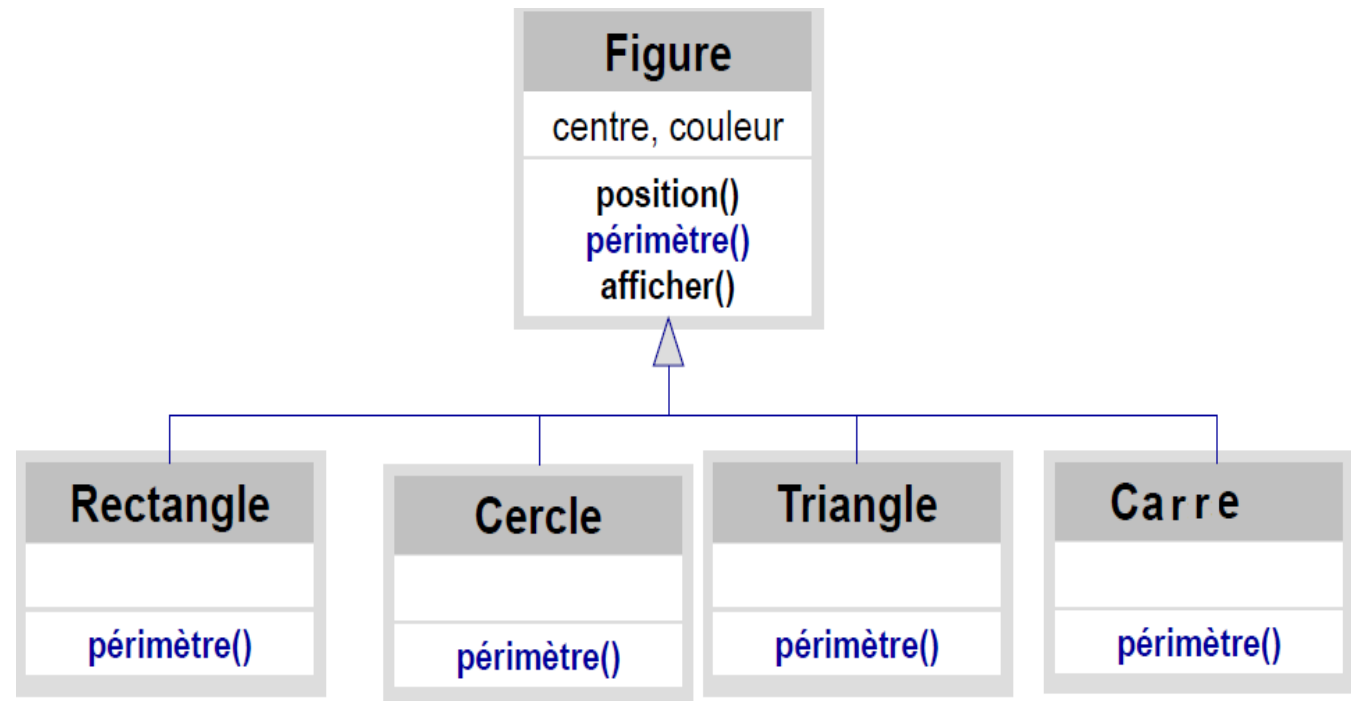 Figure
centre, couleur
position()
périmètre()
afficher()
Rectangle
périmètre()
Cercle
périmètre()
Triangle
périmètre()
Carre
périmètre()